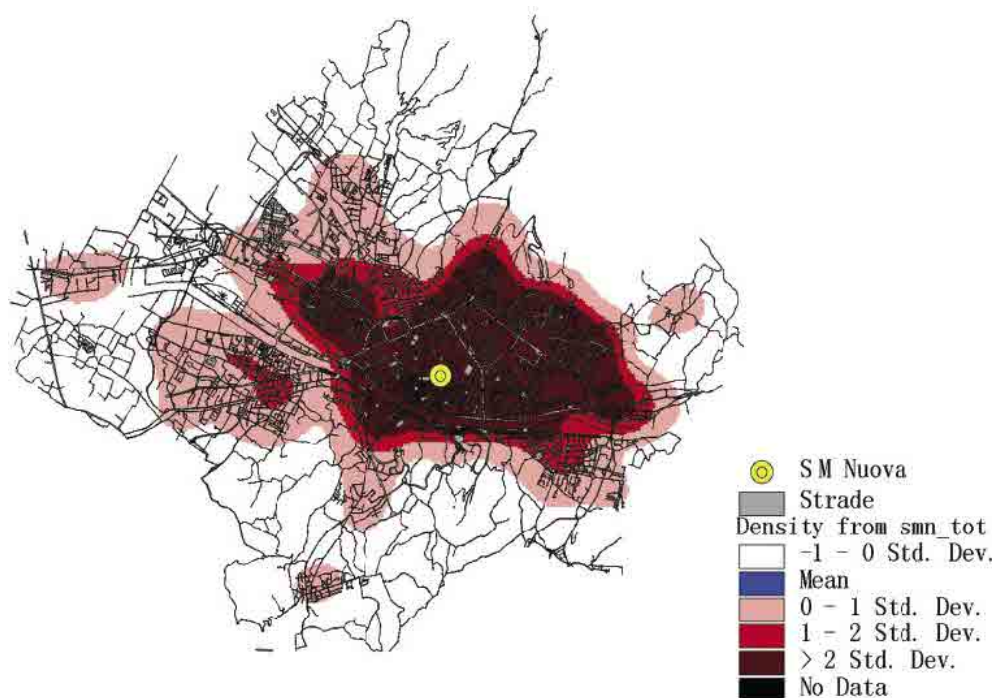 S M Nuova
Strade
Density from smn_tot
-1 - 0 Std. Dev.
Mean
0 - 1 Std. Dev.
1 - 2 Std. Dev.
> 2 Std. Dev.
No Data